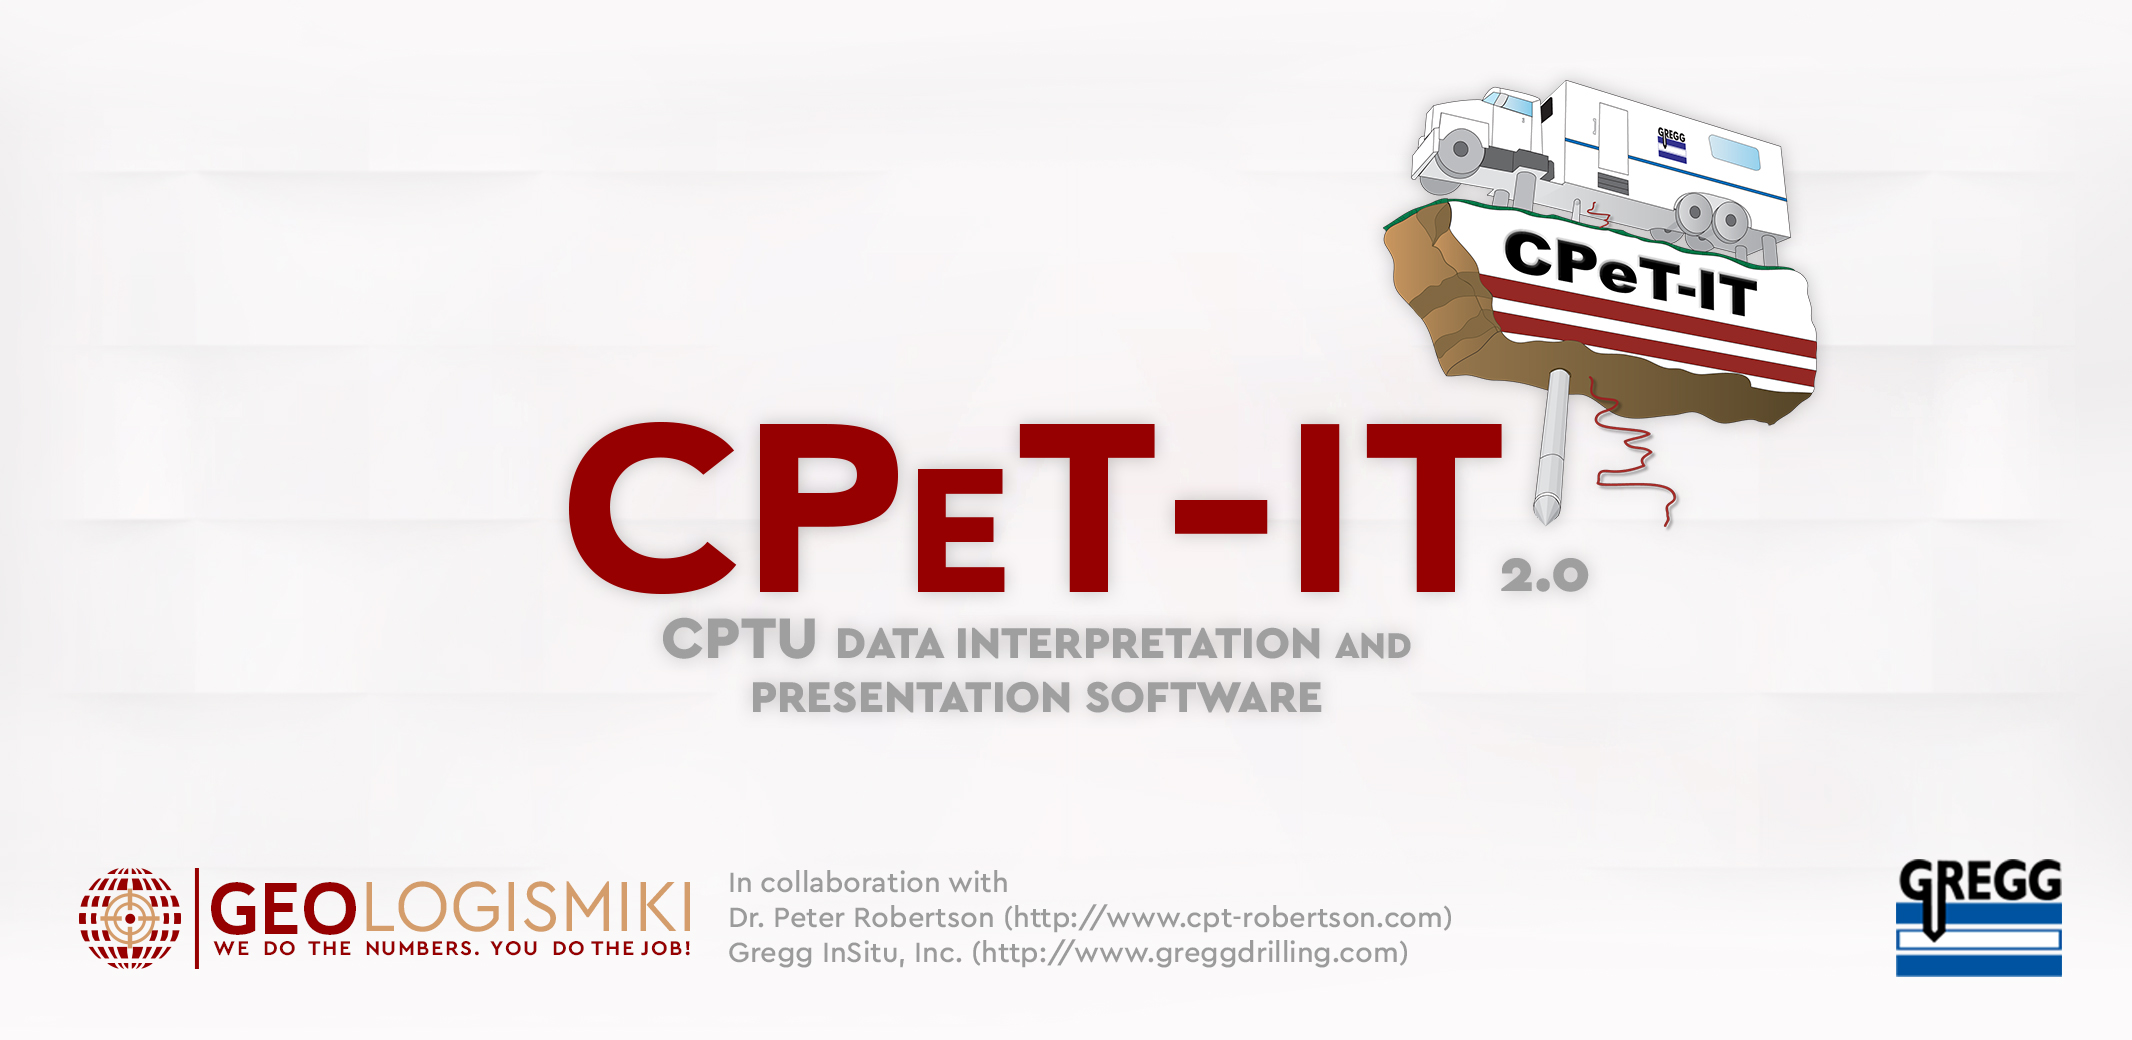 GREGG
CPeT-IT
CPeT-IT 2.0
CPTU DATA INTERPRETATION AND
PRESENTATION SOFTWARE
GEOLOGISMIKI
WE DO THE NUMBERS. YOU DO THE JOB!
In collaboration with
Dr. Peter Robertson (http://www.cpt-robertson.com)
Gregg InSitu, Inc. (http://www.greggdrilling.com)
GREGG